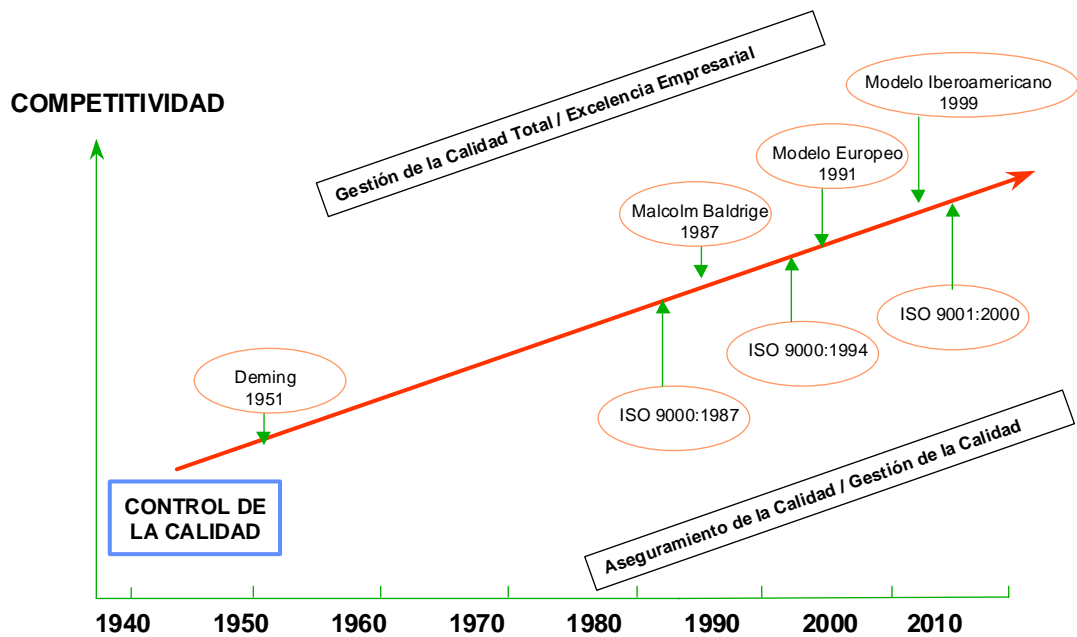 COMPETITIVIDAD
Gestión de la Calidad Total / Excelencia Empresarial
Modelo Iberoamericano
1999
Modelo Europeo
1991
Malcolm Baldrige
1987
Deming
1951
ISO 9001:2000
ISO 9000:1994
ISO 9000:1987
Aseguramiento de la Calidad / Gestión de la Calidad
CONTROL DE
LA CALIDAD
1940 1950 1960 1970 1980 1990 2000 2010